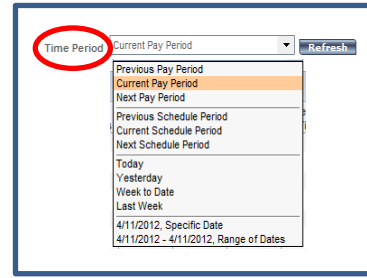 Time Period Current Pay Period Refresh
Previous Pay Period
Current Pay Period
Next Pay Period
Previous Schedule Period
Current Schedule Period
Next Schedule Period
Today
Yesterday
Week to Date
Last Week
4/11/2012, Specific Date
4/11/2012 - 4/11/2012, Range of Dates